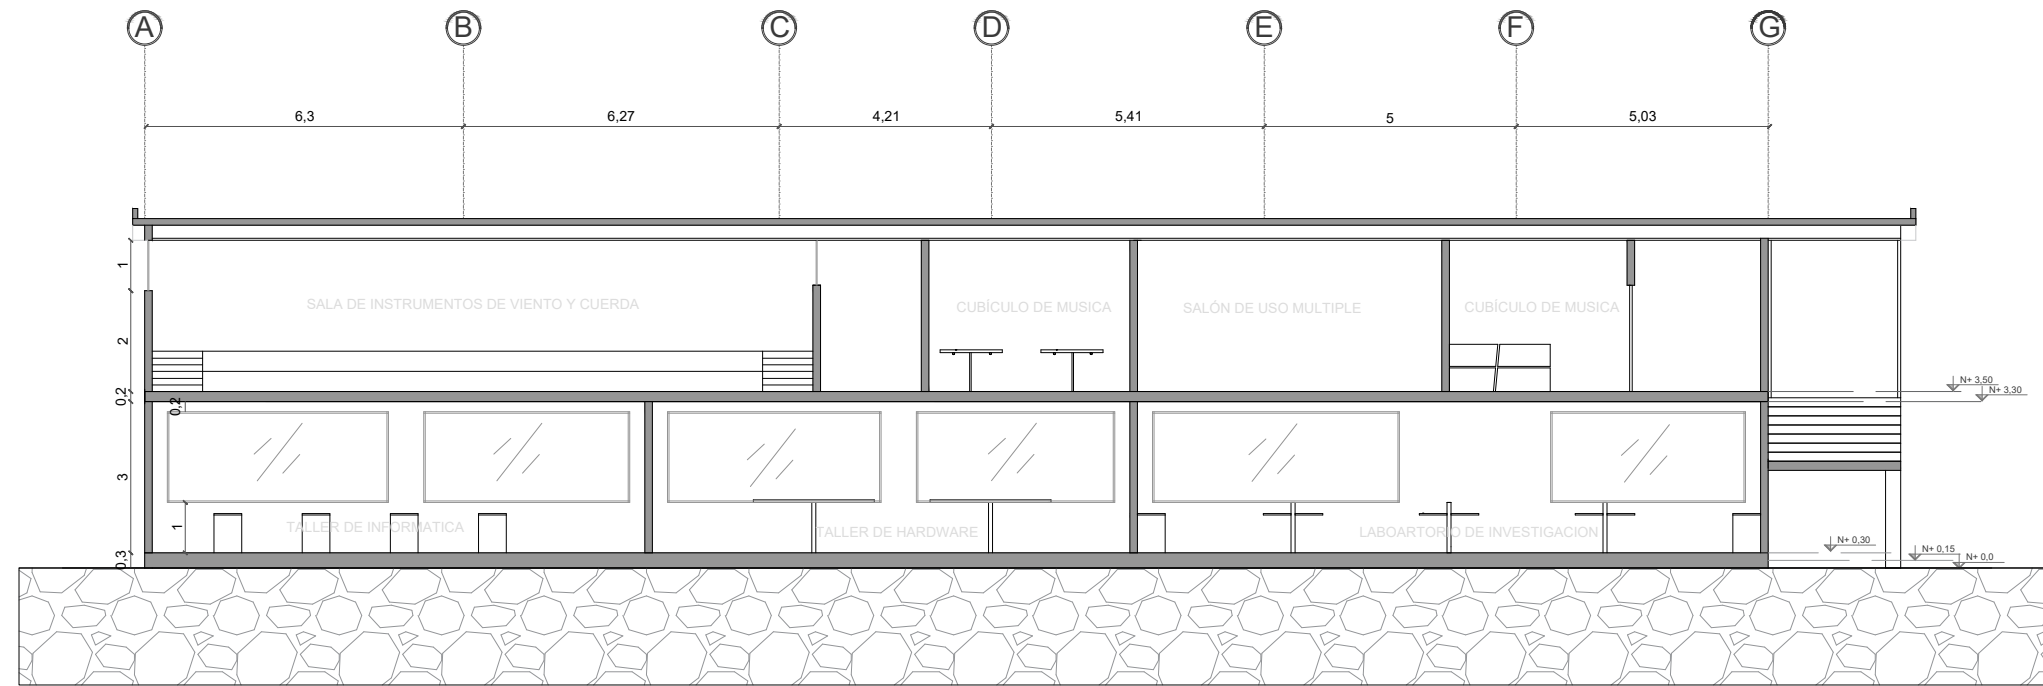 A B C D E F G
6,3 6,27 4,21 5,41 5 5,03
1
SALA DE INSTRUMENTOS DE VIENTO Y CUERDA
CUBÍCULO DE MUSICA
SALÓN DE USO MULTIPLE
CUBÍCULO DE MUSICA
2
0,2
0,2
N+ 3,50
N+ 3,30
3
1
TALLER DE INFORMATICA
TALLER DE HARDWARE
LABOARTORIO DE INVESTIGACION
0,3
N+ 0,30
N+ 0,15
N+ 0,0